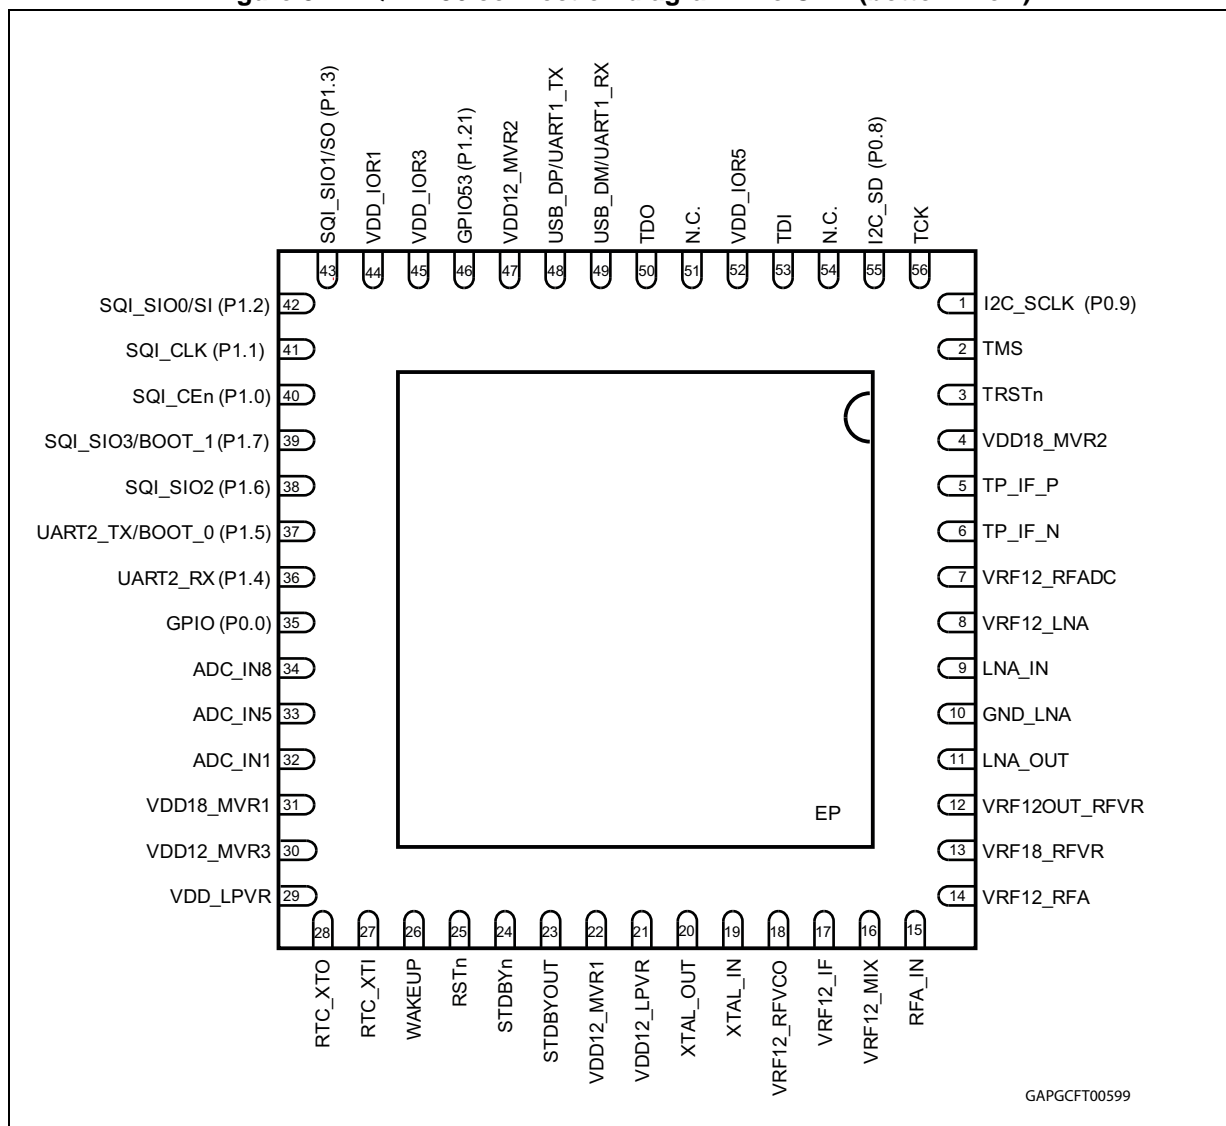 SQI_SIO1/SO (P1.3)
VDD_IOR1
VDD_IOR3
GPIO53 (P1.21)
VDD12_MVR2
USB_DP/UART1_TX
USB_DM/UART1_RX
TDO
N.C.
VDD_IOR5
TDI
N.C.
I2C_SD (P0.8)
TCK
43 44 45 46 47 48 49 50 51 52 53 54 55 56
SQI_SIO0/SI (P1.2) 42
SQI_CLK (P1.1) 41
SQI_CEn (P1.0) 40
SQI_SIO3/BOOT_1 (P1.7) 39
SQI_SIO2 (P1.6) 38
UART2_TX/BOOT_0 (P1.5) 37
UART2_RX (P1.4) 36
GPIO (P0.0) 35
ADC_IN8 34
ADC_IN5 33
ADC_IN1 32
VDD18_MVR1 31
VDD12_MVR3 30
VDD_LPVR 29
1 I2C_SCLK (P0.9)
2 TMS
3 TRSTn
4 VDD18_MVR2
5 TP_IF_P
6 TP_IF_N
7 VRF12_RFADC
8 VRF12_LNA
9 LNA_IN
10 GND_LNA
11 LNA_OUT
12 VRF12OUT_RFVR
13 VRF18_RFVR
14 VRF12_RFA
EP
28 27 26 25 24 23 22 21 20 19 18 17 16 15
RTC_XTO
RTC_XTI
WAKEUP
RSTn
STDBYn
STDBYOUT
VDD12_MVR1
VDD12_LPVR
XTAL_OUT
XTAL_IN
VRF12_RFVCO
VRF12_IF
VRF12_MIX
RFA_IN
GAPGCFT00599